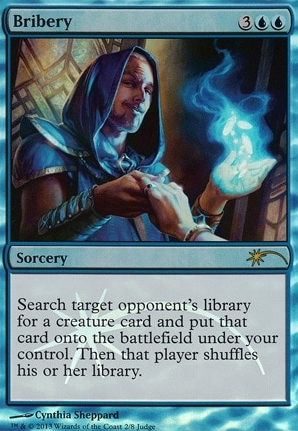 Bribery 3
Sorcery
Search target opponent's library
for a creature card and put that
card onto the battlefield under your
control. Then that player shuffles
his or her library.
Cynthia Sheppard
™ & © 2013 Wizards of the Coast 2/8 Judge